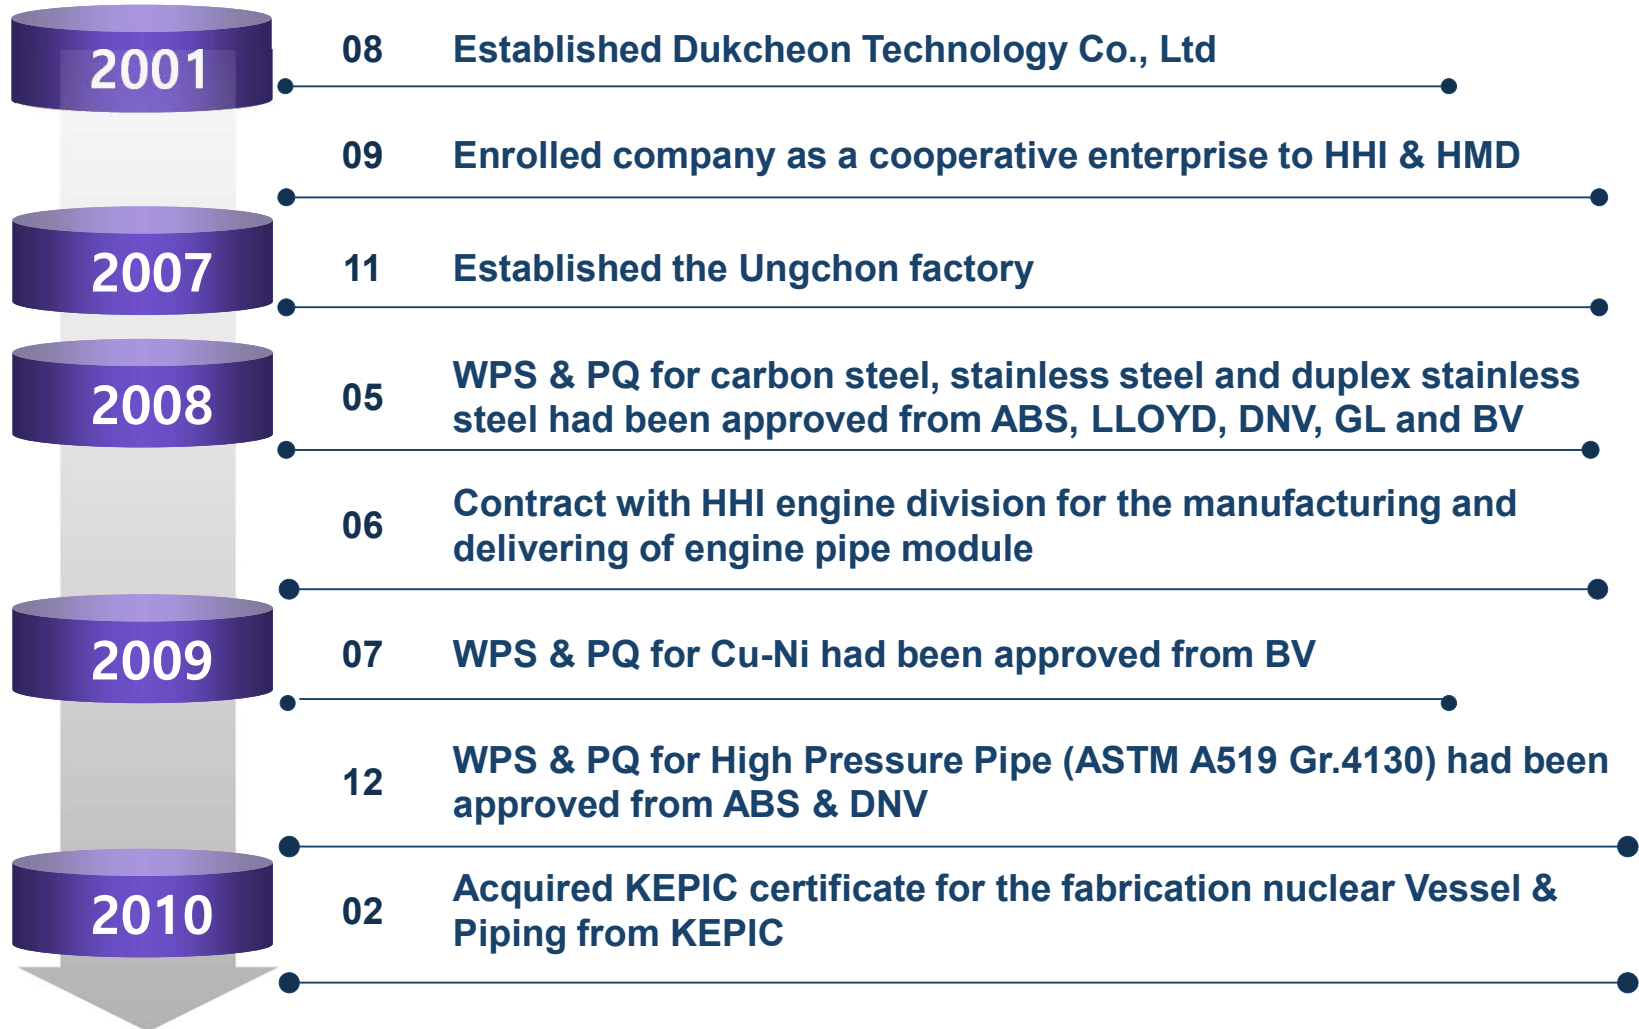 2001
08 Established Dukcheon Technology Co., Ltd
09 Enrolled company as a cooperative enterprise to HHI & HMD
2007
11 Established the Ungchon factory
2008
05 WPS & PQ for carbon steel, stainless steel and duplex stainless
steel had been approved from ABS, LLOYD, DNV, GL and BV
06 Contract with HHI engine division for the manufacturing and
delivering of engine pipe module
2009
07 WPS & PQ for Cu-Ni had been approved from BV
12 WPS & PQ for High Pressure Pipe (ASTM A519 Gr.4130) had been
approved from ABS & DNV
2010
02 Acquired KEPIC certificate for the fabrication nuclear Vessel &
Piping from KEPIC